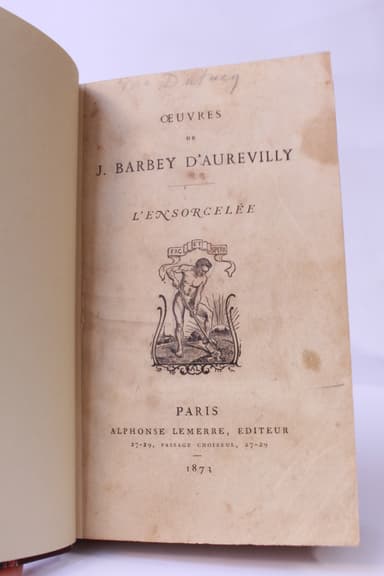 ŒUVRES
DE
J. BARBEY D'AUREVILLY
L'ENSORCELÉE
FAC ET SPERA
AL
PARIS
ALPHONSE LEMERRE, EDITEUR
27-29, PASSAGE CHOISEUL, 27-29
1873